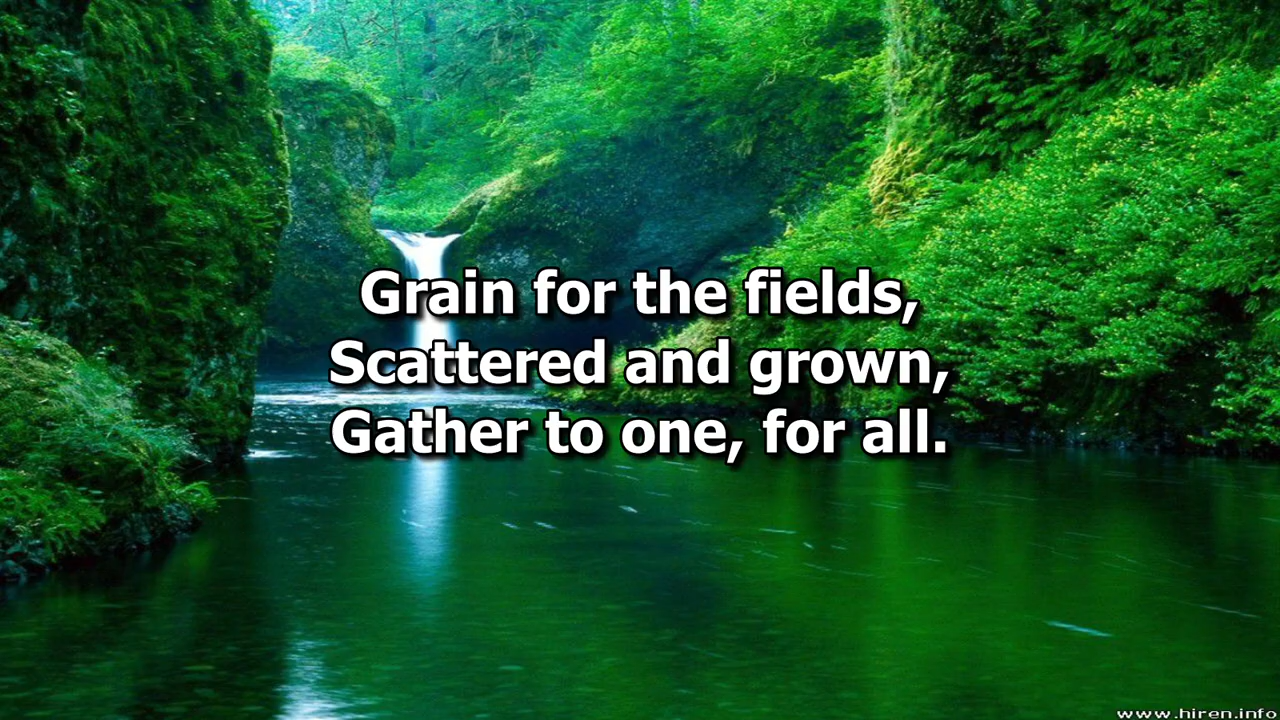 Grain for the fields,
Scattered and grown,
Gather to one, for all.
www.hiren.info